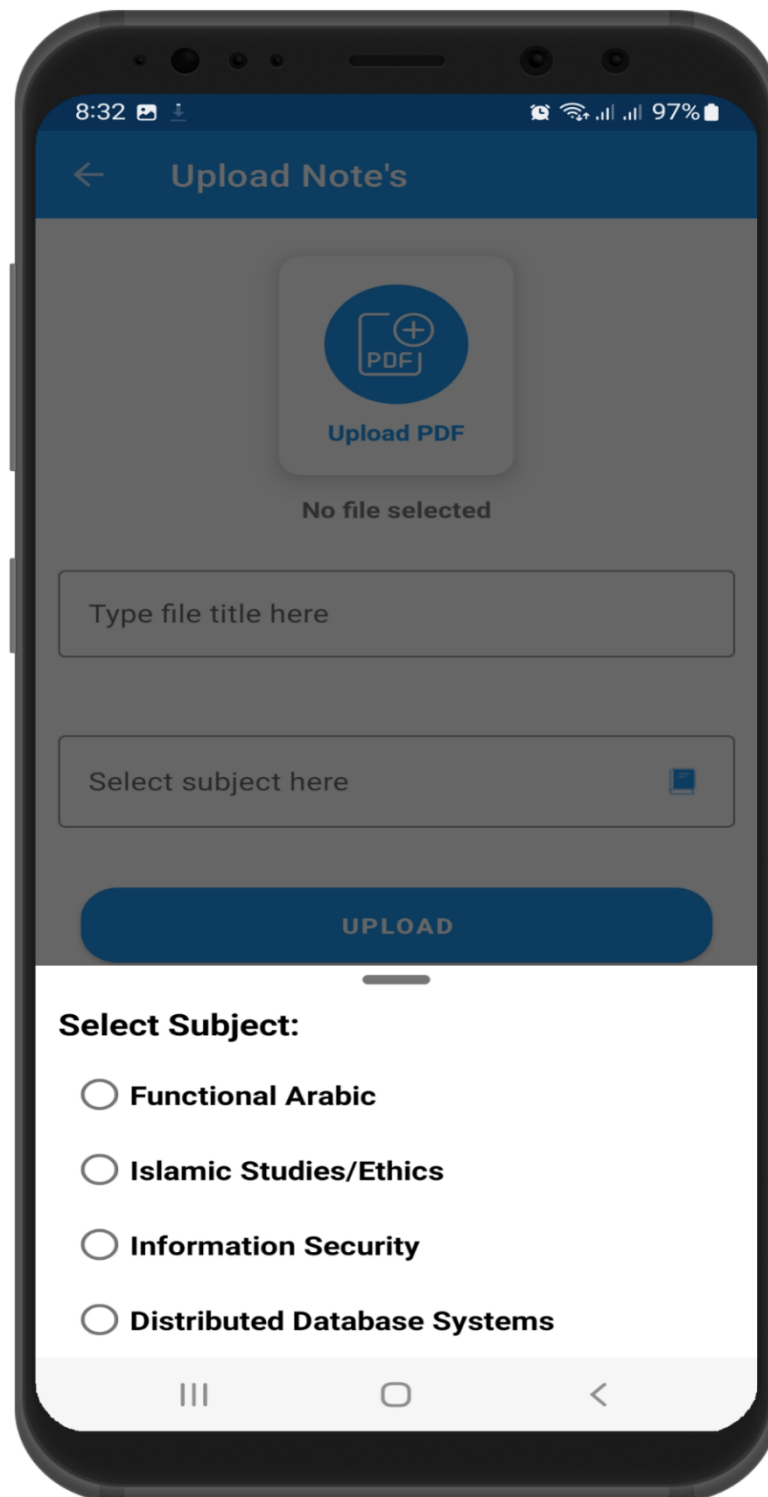 8:32 97%
Upload Note's
PDF
Upload PDF
No file selected
Type file title here
Select subject here
UPLOAD
Select Subject:
Functional Arabic
Islamic Studies/Ethics
Information Security
Distributed Database Systems